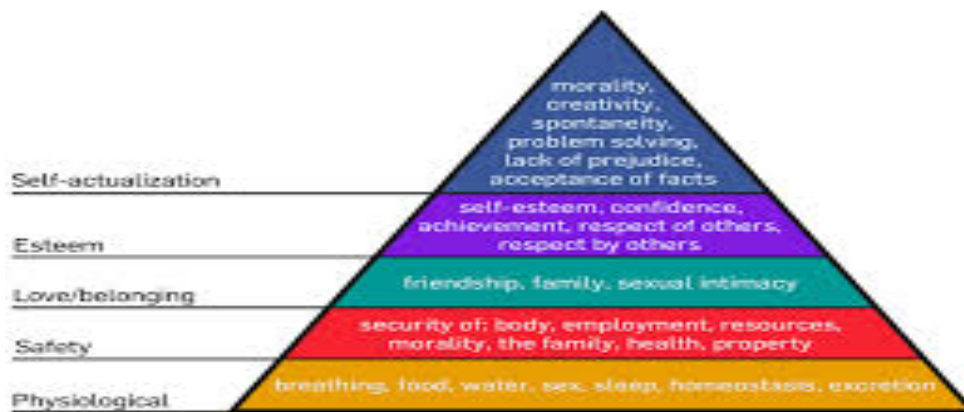 morality,
creativity,
spontaneity,
problem solving,
lack of prejudice,
acceptance of facts
Self-actualization
self-esteem, confidence,
achievement, respect of others,
respect by others
Esteem
friendship, family, sexual intimacy
Love/belonging
security of: body, employment, resources,
morality, the family, health, property
Safety
breathing, food, water, sex, sleep, homeostasis, excretion
Physiological